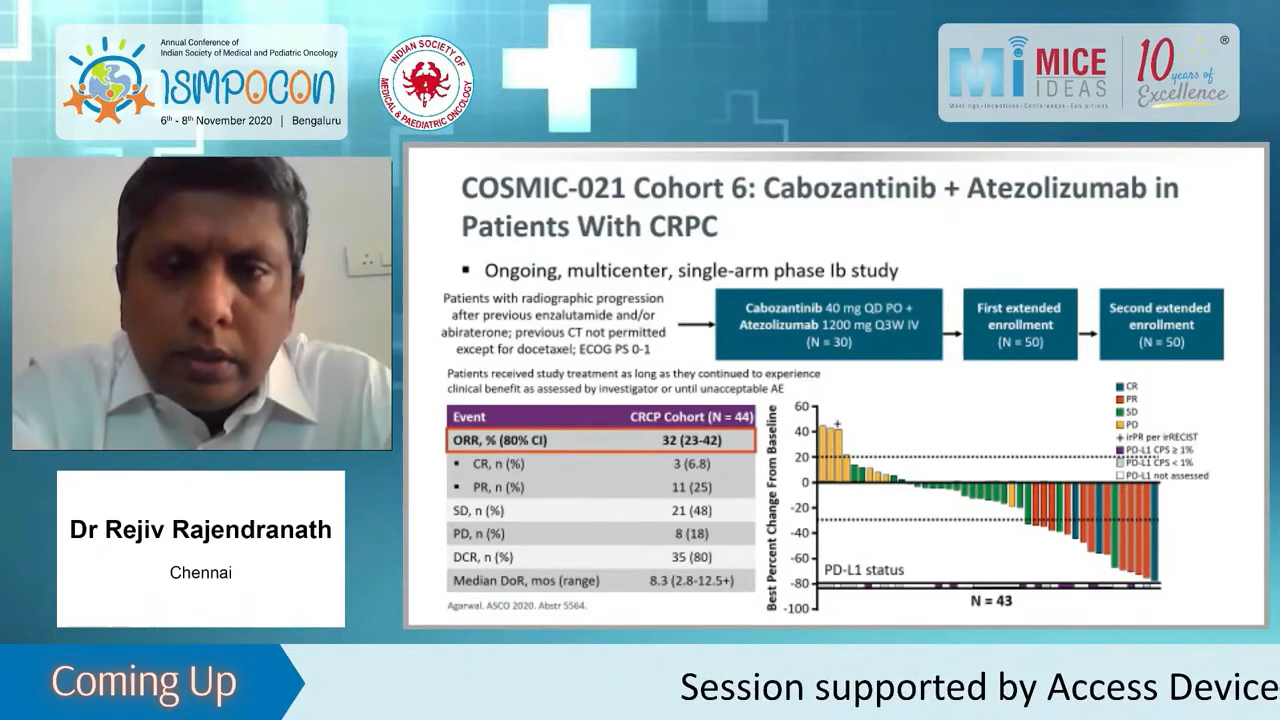 Annual Conference of
Indian Society of Medical and Pediatric Oncology
ISMPOCON
6th - 8th November 2020 | Bengaluru
INDIAN SOCIETY OF
MEDICAL & PAEDIATRIC ONCOLOGY
Mi MICE
IDEAS
Meetings • Incentives • Conferences • Exhibitions
10 years of
Excellence
®
COSMIC-021 Cohort 6: Cabozantinib + Atezolizumab in
Patients With CRPC
▪ Ongoing, multicenter, single-arm phase Ib study
Patients with radiographic progression
after previous enzalutamide and/or
abiraterone; previous CT not permitted
except for docetaxel; ECOG PS 0-1
Cabozantinib 40 mg QD PO +
Atezolizumab 1200 mg Q3W IV
(N = 30)
First extended
enrollment
(N = 50)
Second extended
enrollment
(N = 50)
Patients received study treatment as long as they continued to experience
clinical benefit as assessed by investigator or until unacceptable AE
Event CRCP Cohort (N = 44)
ORR, % (80% CI) 32 (23-42)
▪ CR, n (%) 3 (6.8)
▪ PR, n (%) 11 (25)
SD, n (%) 21 (48)
PD, n (%) 8 (18)
DCR, n (%) 35 (80)
Median DoR, mos (range) 8.3 (2.8-12.5+)
Agarwal. ASCO 2020. Abstr 5564.
Best Percent Change From Baseline
60
40
20
0
-20
-40
-60
-80
-100
CR
PR
SD
PD
+ irPR per irRECIST
PD-L1 CPS ≥ 1%
PD-L1 CPS < 1%
PD-L1 not assessed
+
PD-L1 status
N = 43
Dr Rejiv Rajendranath
Chennai
Coming Up
Session supported by Access Device